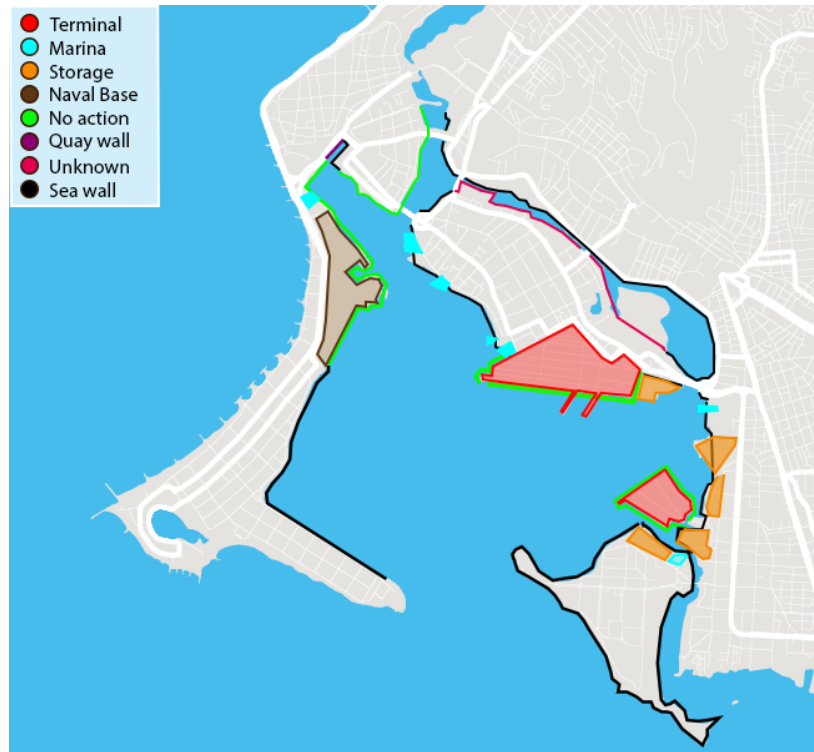 Terminal
Marina
Storage
Naval Base
No action
Quay wall
Unknown
Sea wall